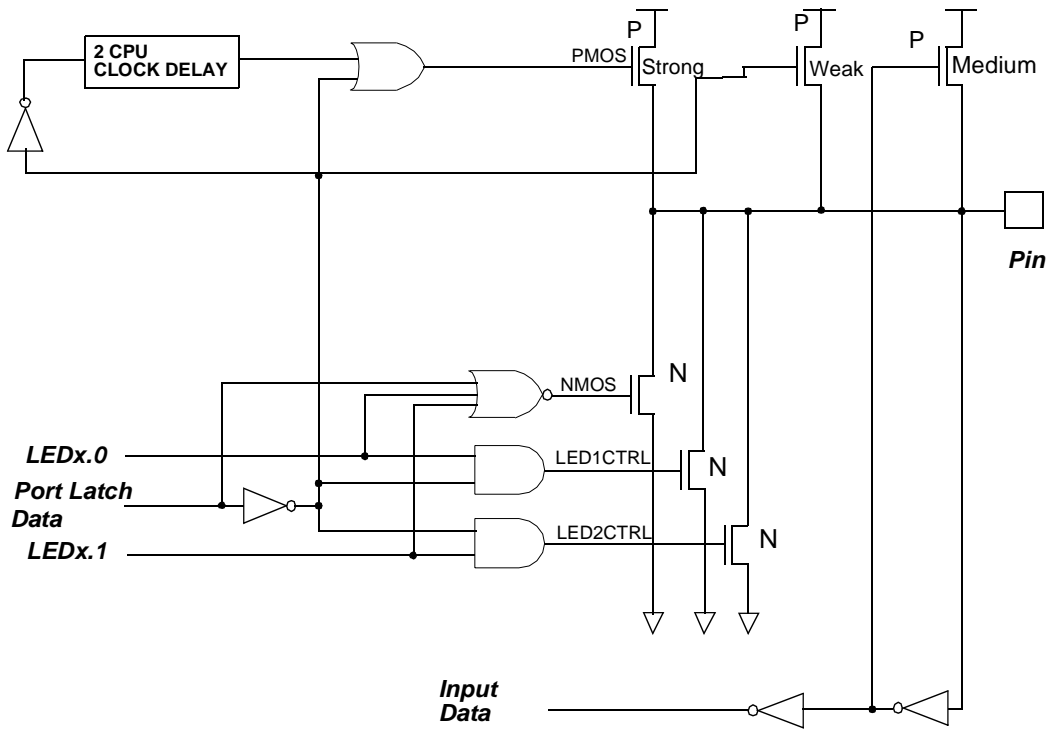 P
P
P
2 CPU
CLOCK DELAY
PMOS
Strong
Weak
Medium
Pin
NMOS
N
LEDx.0
LED1CTRL
N
Port Latch
Data
LEDx.1
LED2CTRL
N
Input
Data